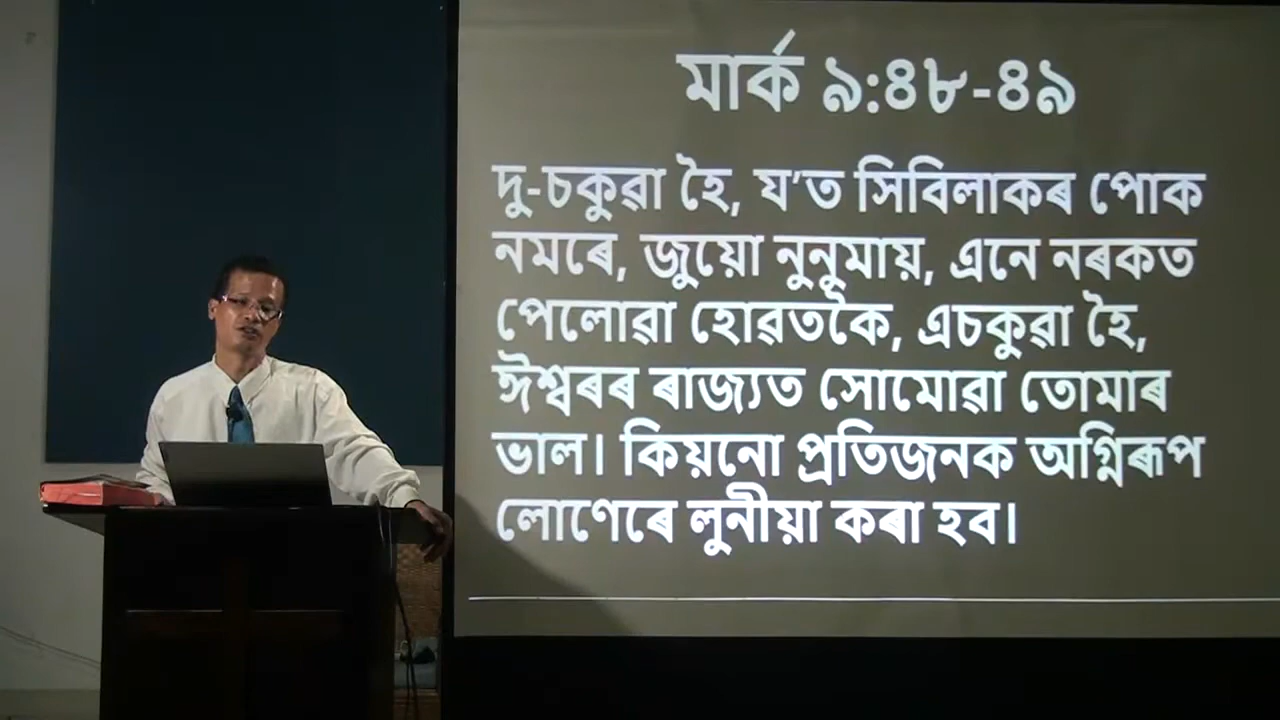 মাৰ্ক ৯:৪৮-৪৯
দু-চকুৱা হৈ, য’ত সিবিলাকৰ পোক
নমৰে, জুয়ো নুনুমায়, এনে নৰকত
পেলোৱা হোৱতকৈ, এচকুৱা হৈ,
ঈশ্বৰৰ ৰাজ্যত সোমোৱা তোমাৰ
ভাল। কিয়নো প্ৰতিজনক অগ্নিৰূপ
লোণেৰে লুনীয়া কৰা হব।